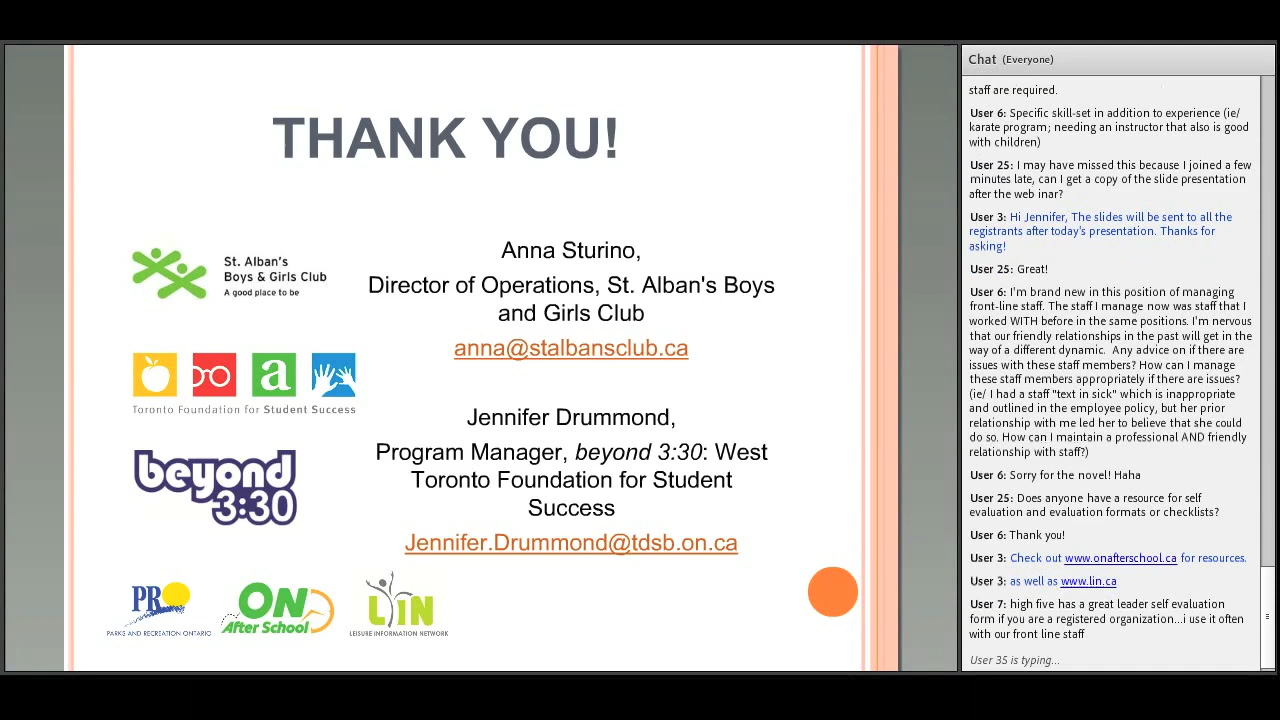 THANK YOU!
St. Alban's
Boys & Girls Club
A good place to be
Anna Sturino,
Director of Operations, St. Alban's Boys
and Girls Club
anna@stalbansclub.ca
a
Toronto Foundation for Student Success
Jennifer Drummond,
Program Manager, beyond 3:30: West
Toronto Foundation for Student
Success
Jennifer.Drummond@tdsb.on.ca
beyond
3:30
PRO
PARKS AND RECREATION ONTARIO
ON
After School
LIN
LEISURE INFORMATION NETWORK
Chat (Everyone)
staff are required.
User 6: Specific skill-set in addition to experience (ie/
karate program; needing an instructor that also is good
with children)
User 25: I may have missed this because I joined a few
minutes late, can I get a copy of the slide presentation
after the web inar?
User 3: Hi Jennifer, The slides will be sent to all the
registrants after today's presentation. Thanks for
asking!
User 25: Great!
User 6: I'm brand new in this position of managing
front-line staff. The staff I manage now was staff that I
worked WITH before in the same positions. I'm nervous
that our friendly relationships in the past will get in the
way of a different dynamic.  Any advice on if there are
issues with these staff members? How can I manage
these staff members appropriately if there are issues?
(ie/ I had a staff "text in sick" which is inappropriate
and outlined in the employee policy, but her prior
relationship with me led her to believe that she could
do so. How can I maintain a professional AND friendly
relationship with staff?)
User 6: Sorry for the novel! Haha
User 25: Does anyone have a resource for self
evaluation and evaluation formats or checklists?
User 6: Thank you!
User 3: Check out www.onafterschool.ca for resources.
User 3: as well as www.lin.ca
User 7: high five has a great leader self evaluation
form if you are a registered organization...i use it often
with our front line staff
User 35 is typing...